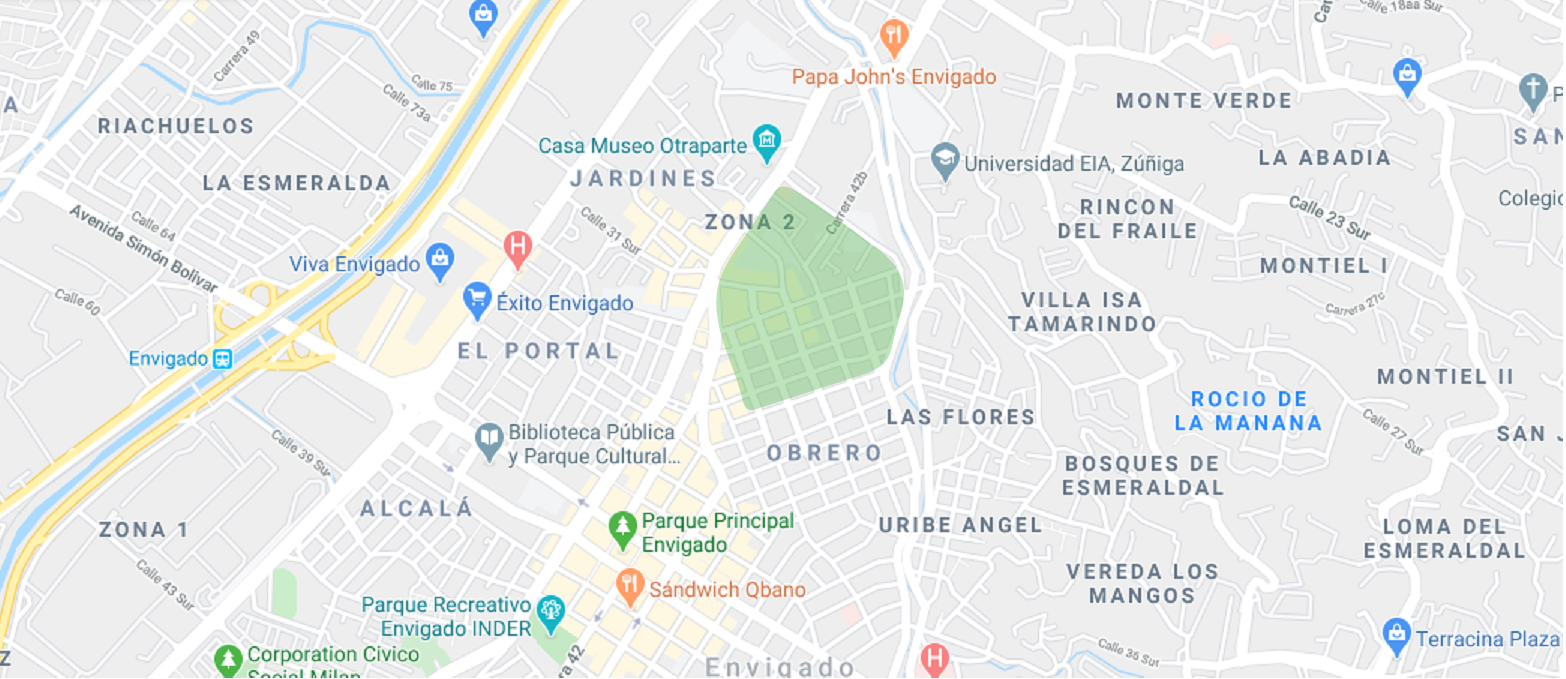 Calle 18aa Sur
Carrera 49
Calle 75
Calle 73a
Papa John's Envigado
MONTE VERDE
RIACHUELOS
Casa Museo Otraparte
JARDINES
LA ESMERALDA
Universidad EIA, Zúñiga
LA ABADIA
SAN
Colegio
RINCON
DEL FRAILE
Calle 23 Sur
Carrera 42b
ZONA 2
Calle 31 Sur
Calle 64
Avenida Simón Bolivar
Viva Envigado
Éxito Envigado
MONTIEL I
Carrera 27c
VILLA ISA
TAMARINDO
Calle 60
Envigado
EL PORTAL
MONTIEL II
ROCIO DE
LA MANANA
LAS FLORES
Calle 27 Sur
SAN J
Biblioteca Pública
y Parque Cultural...
OBRERO
Calle 39 Sur
BOSQUES DE
ESMERALDAL
ALCALÁ
ZONA 1
Parque Principal
Envigado
URIBE ANGEL
LOMA DEL
ESMERALDAL
Calle 43 Sur
Sándwich Qbano
VEREDA LOS
MANGOS
Parque Recreativo
Envigado INDER
Terracina Plaza
Calle 35 Sur
Corporation Civico
Social Milan
Envigado